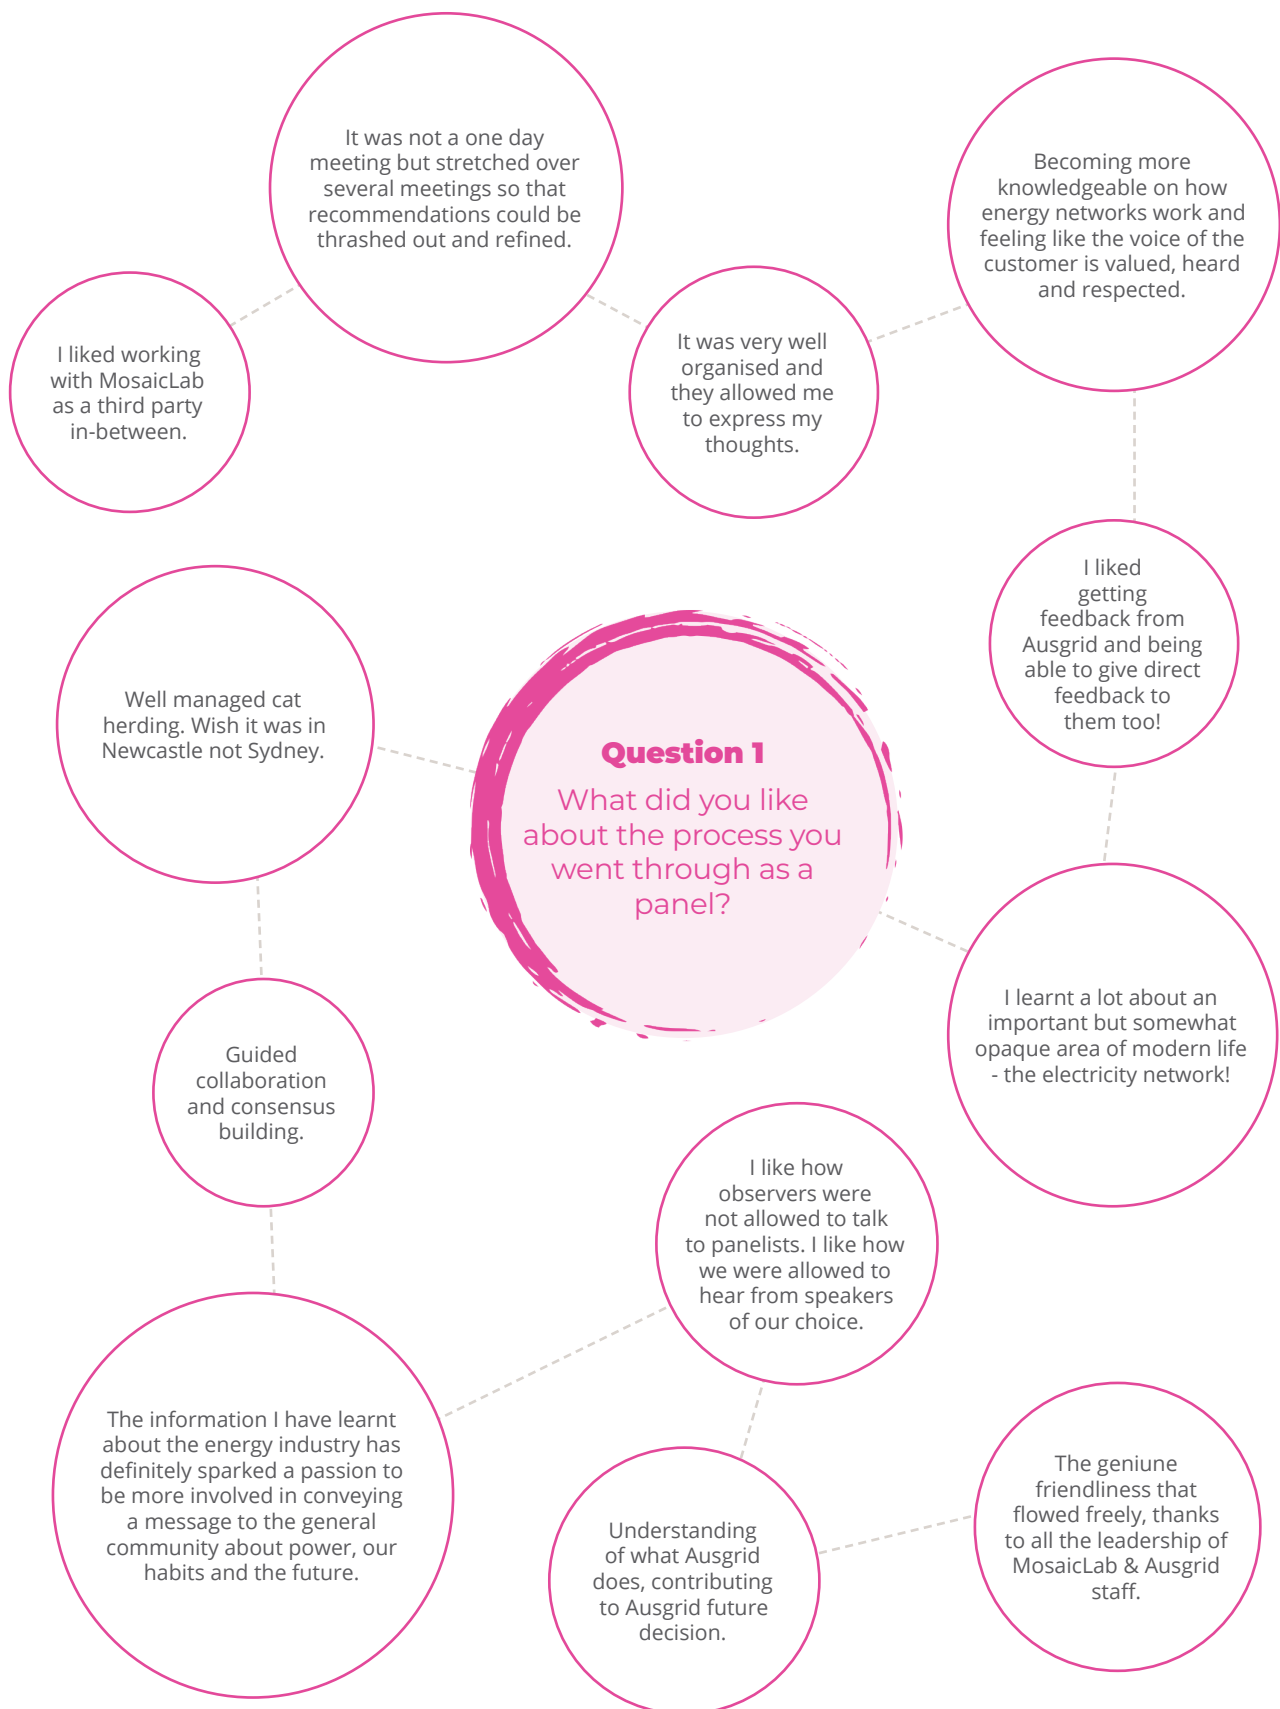 It was not a one day
meeting but stretched over
several meetings so that
recommendations could be
thrashed out and refined.
Becoming more
knowledgeable on how
energy networks work and
feeling like the voice of the
customer is valued, heard
and respected.
I liked working
with MosaicLab
as a third party
in-between.
It was very well
organised and
they allowed me
to express my
thoughts.
I liked
getting
feedback from
Ausgrid and being
able to give direct
feedback to
them too!
Well managed cat
herding. Wish it was in
Newcastle not Sydney.
Question 1
What did you like
about the process you
went through as a
panel?
I learnt a lot about an
important but somewhat
opaque area of modern life
- the electricity network!
Guided
collaboration
and consensus
building.
I like how
observers were
not allowed to talk
to panelists. I like how
we were allowed to
hear from speakers
of our choice.
The information I have learnt
about the energy industry has
definitely sparked a passion to
be more involved in conveying
a message to the general
community about power, our
habits and the future.
Understanding
of what Ausgrid
does, contributing
to Ausgrid future
decision.
The geniune
friendliness that
flowed freely, thanks
to all the leadership of
MosaicLab & Ausgrid
staff.